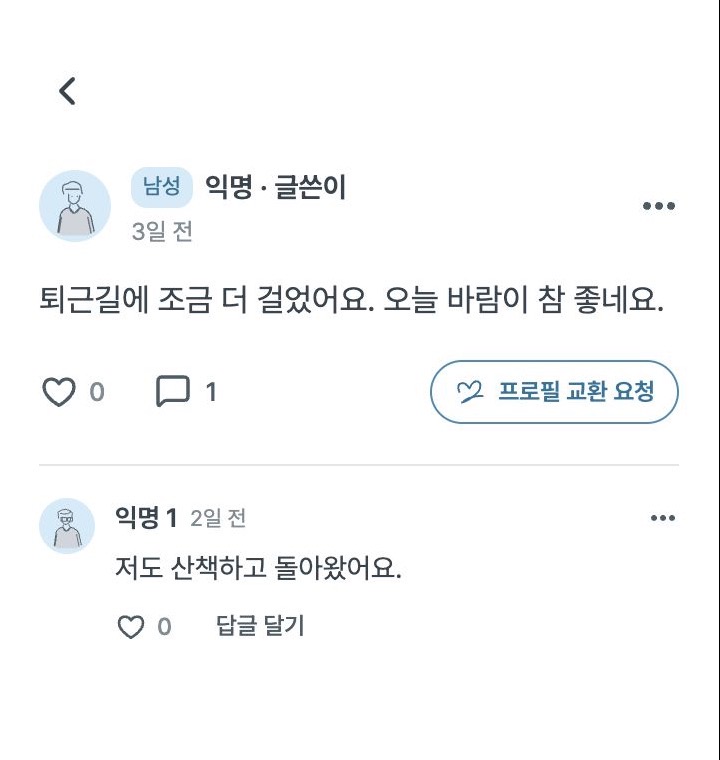 남성 익명 · 글쓴이
3일 전
퇴근길에 조금 더 걸었어요. 오늘 바람이 참 좋네요.
0 1 프로필 교환 요청
익명 1 2일 전
저도 산책하고 돌아왔어요.
0 답글 달기